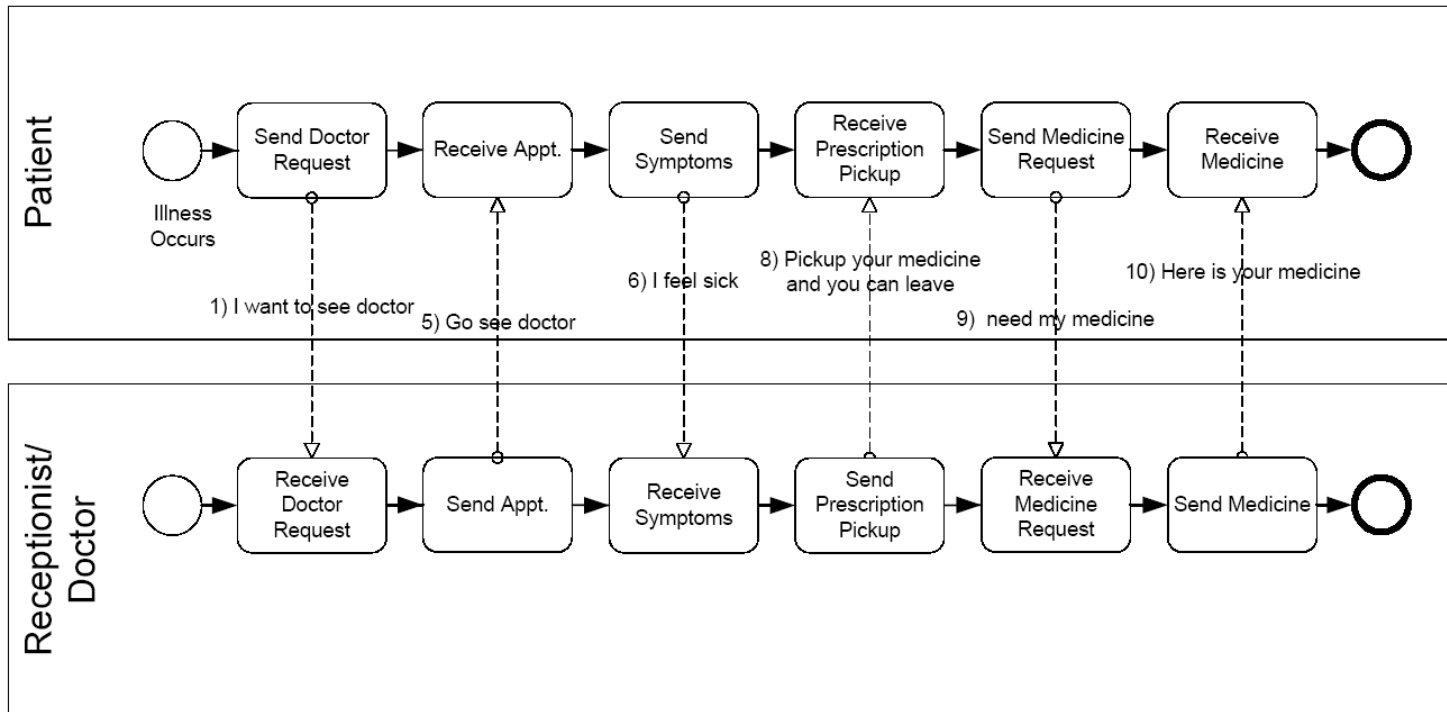 Patient
Send Doctor
Request
Receive Appt.
Send
Symptoms
Receive
Prescription
Pickup
Send Medicine
Request
Receive
Medicine
Illness
Occurs
1) I want to see doctor
5) Go see doctor
6) I feel sick
8) Pickup your medicine
and you can leave
9) need my medicine
10) Here is your medicine
Receptionist/
Doctor
Receive
Doctor
Request
Send Appt.
Receive
Symptoms
Send
Prescription
Pickup
Receive
Medicine
Request
Send Medicine